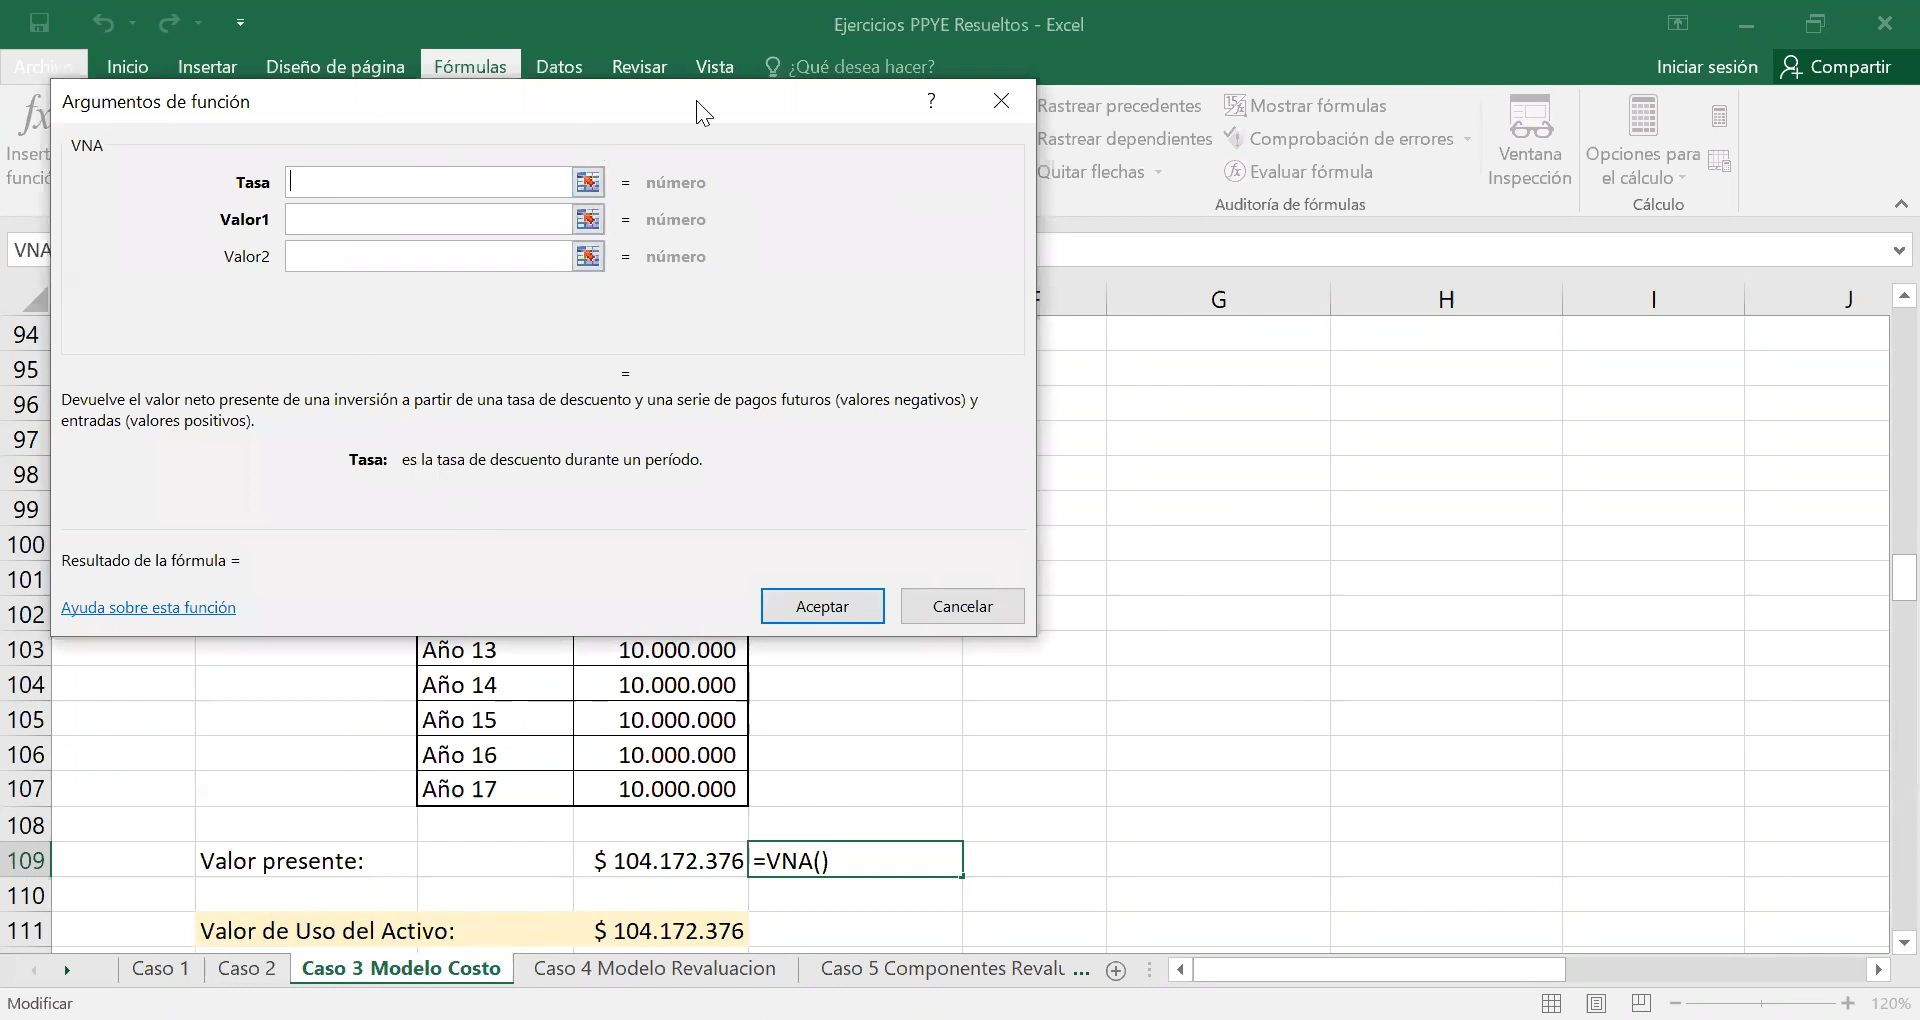 Ejercicios PPYE Resueltos - Excel
Inicio Insertar Diseño de página Fórmulas Datos Revisar Vista ¿Qué desea hacer? Iniciar sesión Compartir
Argumentos de función ?
VNA
Tasa = número
Valor1 = número
Valor2 = número
=
Devuelve el valor neto presente de una inversión a partir de una tasa de descuento y una serie de pagos futuros (valores negativos) y
entradas (valores positivos).
Tasa: es la tasa de descuento durante un período.
Resultado de la fórmula =
Ayuda sobre esta función Aceptar Cancelar
Rastrear precedentes Mostrar fórmulas
Rastrear dependientes Comprobación de errores
Quitar flechas Evaluar fórmula
Auditoría de fórmulas
Ventana
Inspección
Opciones para
el cálculo
Cálculo
fx
VNA
G H I J
94
95
96
97
98
99
100
101
102
103 Año 13 10.000.000
104 Año 14 10.000.000
105 Año 15 10.000.000
106 Año 16 10.000.000
107 Año 17 10.000.000
108
109 Valor presente: $ 104.172.376 =VNA()
110
111 Valor de Uso del Activo: $ 104.172.376
Caso 1 Caso 2 Caso 3 Modelo Costo Caso 4 Modelo Revaluacion Caso 5 Componentes Revalu ...
Modificar 120%